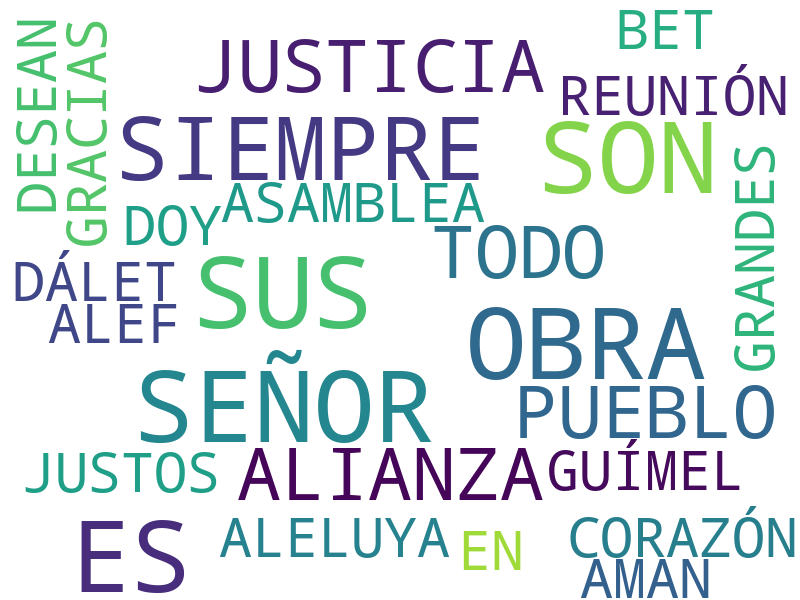 DESEAN
GRACIAS
JUSTICIA
BET
REUNIÓN
SIEMPRE
SON
ASAMBLEA
DOY
GRANDES
TODO
DÁLET
SUS
ALEF
OBRA
SEÑOR
PUEBLO
JUSTOS
ALIANZA
GUÍMEL
ES
ALELUYA
EN
CORAZÓN
AMAN